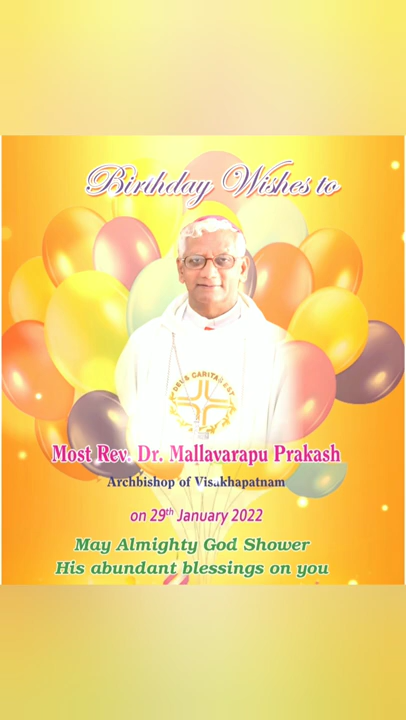 Birthday Wishes to
DEUS CARITAS EST
Most Rev. Dr. Mallavarapu Prakash
Archbishop of Visakhapatnam
on 29th January 2022
May Almighty God Shower
His abundant blessings on you